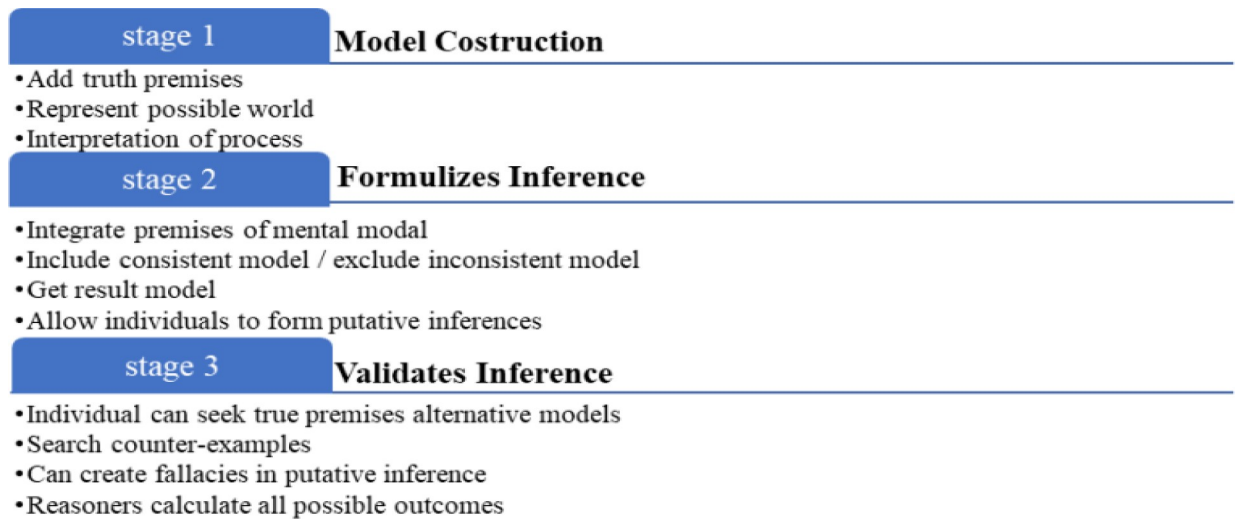 stage 1
Model Costruction
•Add truth premises
•Represent possible world
•Interpretation of process
stage 2
Formulizes Inference
•Integrate premises of mental modal
•Include consistent model / exclude inconsistent model
•Get result model
•Allow individuals to form putative inferences
stage 3
Validates Inference
•Individual can seek true premises alternative models
•Search counter-examples
•Can create fallacies in putative inference
•Reasoners calculate all possible outcomes